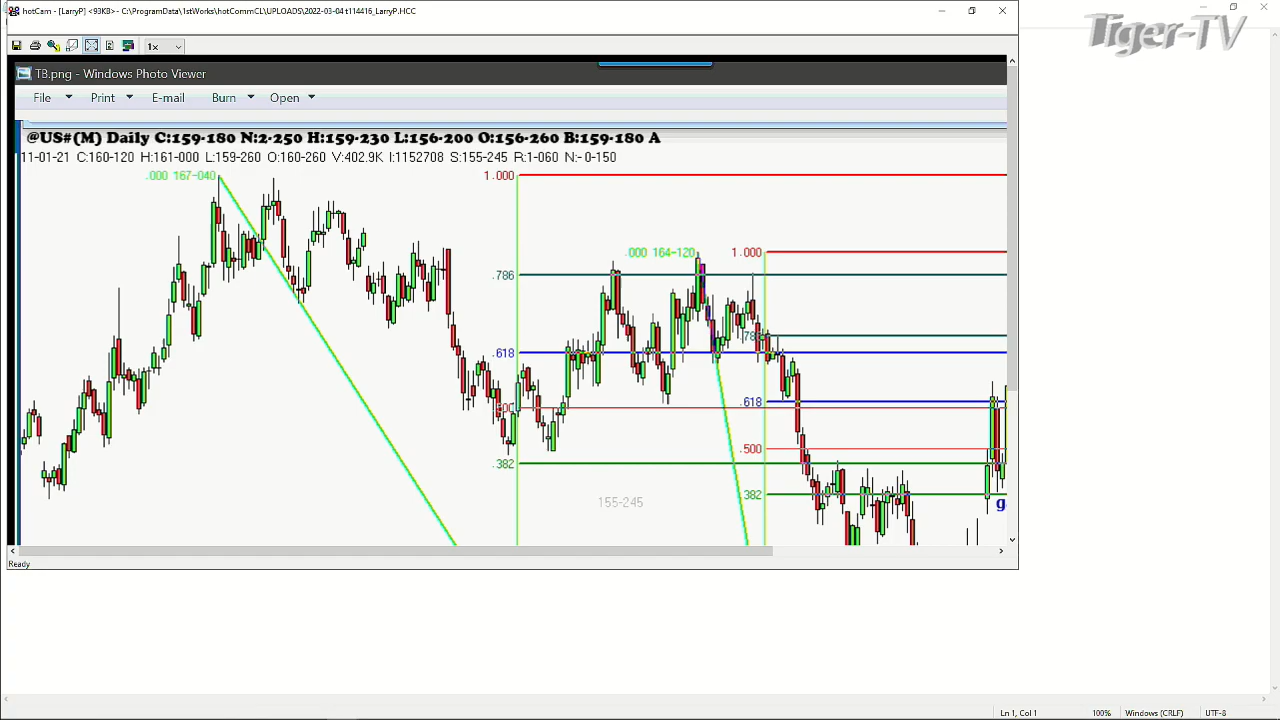 hotCam - [LarryP] <93KB> - C:\ProgramData\1stWorks\hotCommCL\UPLOADS\2022-03-04 t114416_LarryP.HCC
Tiger-TV
1x
TB.png - Windows Photo Viewer
File Print E-mail Burn Open
@US#(M) Daily C:159-180 N:2-250 H:159-230 L:156-200 O:156-260 B:159-180 A
11-01-21 C:160-120 H:161-000 L:159-260 O:160-260 V:402.9K I:1152708 S:155-245 R:1-060 N:- 0-150
.000 167-040
1.000
.000 164-120
1.000
.786
.618
.618
.500
.382
382
155-245
g
Ready
Ln 1, Col 1 100% Windows (CRLF) UTF-8